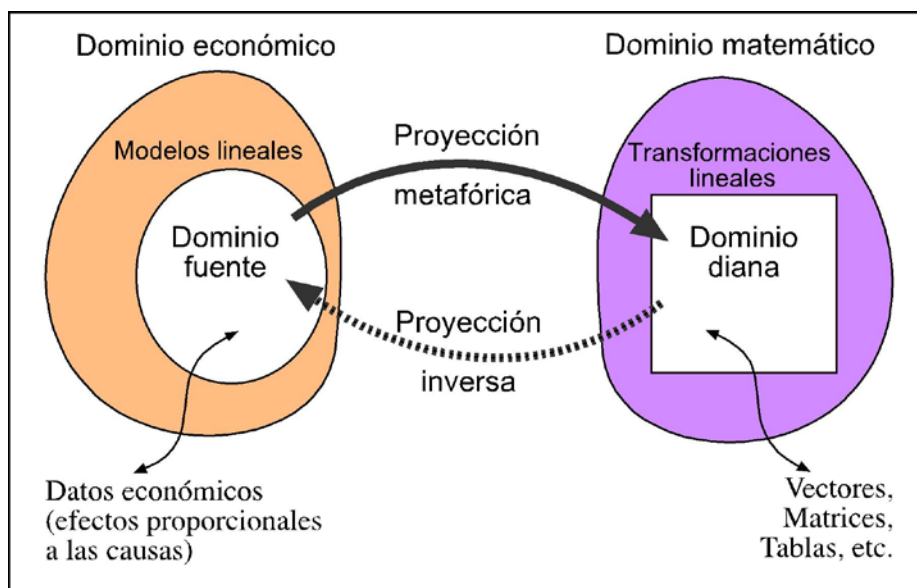 Dominio económico
Dominio matemático
Modelos lineales
Proyección
metafórica
Transformaciones
lineales
Dominio
fuente
Dominio
diana
Proyección
inversa
Datos económicos
(efectos proporcionales
a las causas)
Vectores,
Matrices,
Tablas, etc.